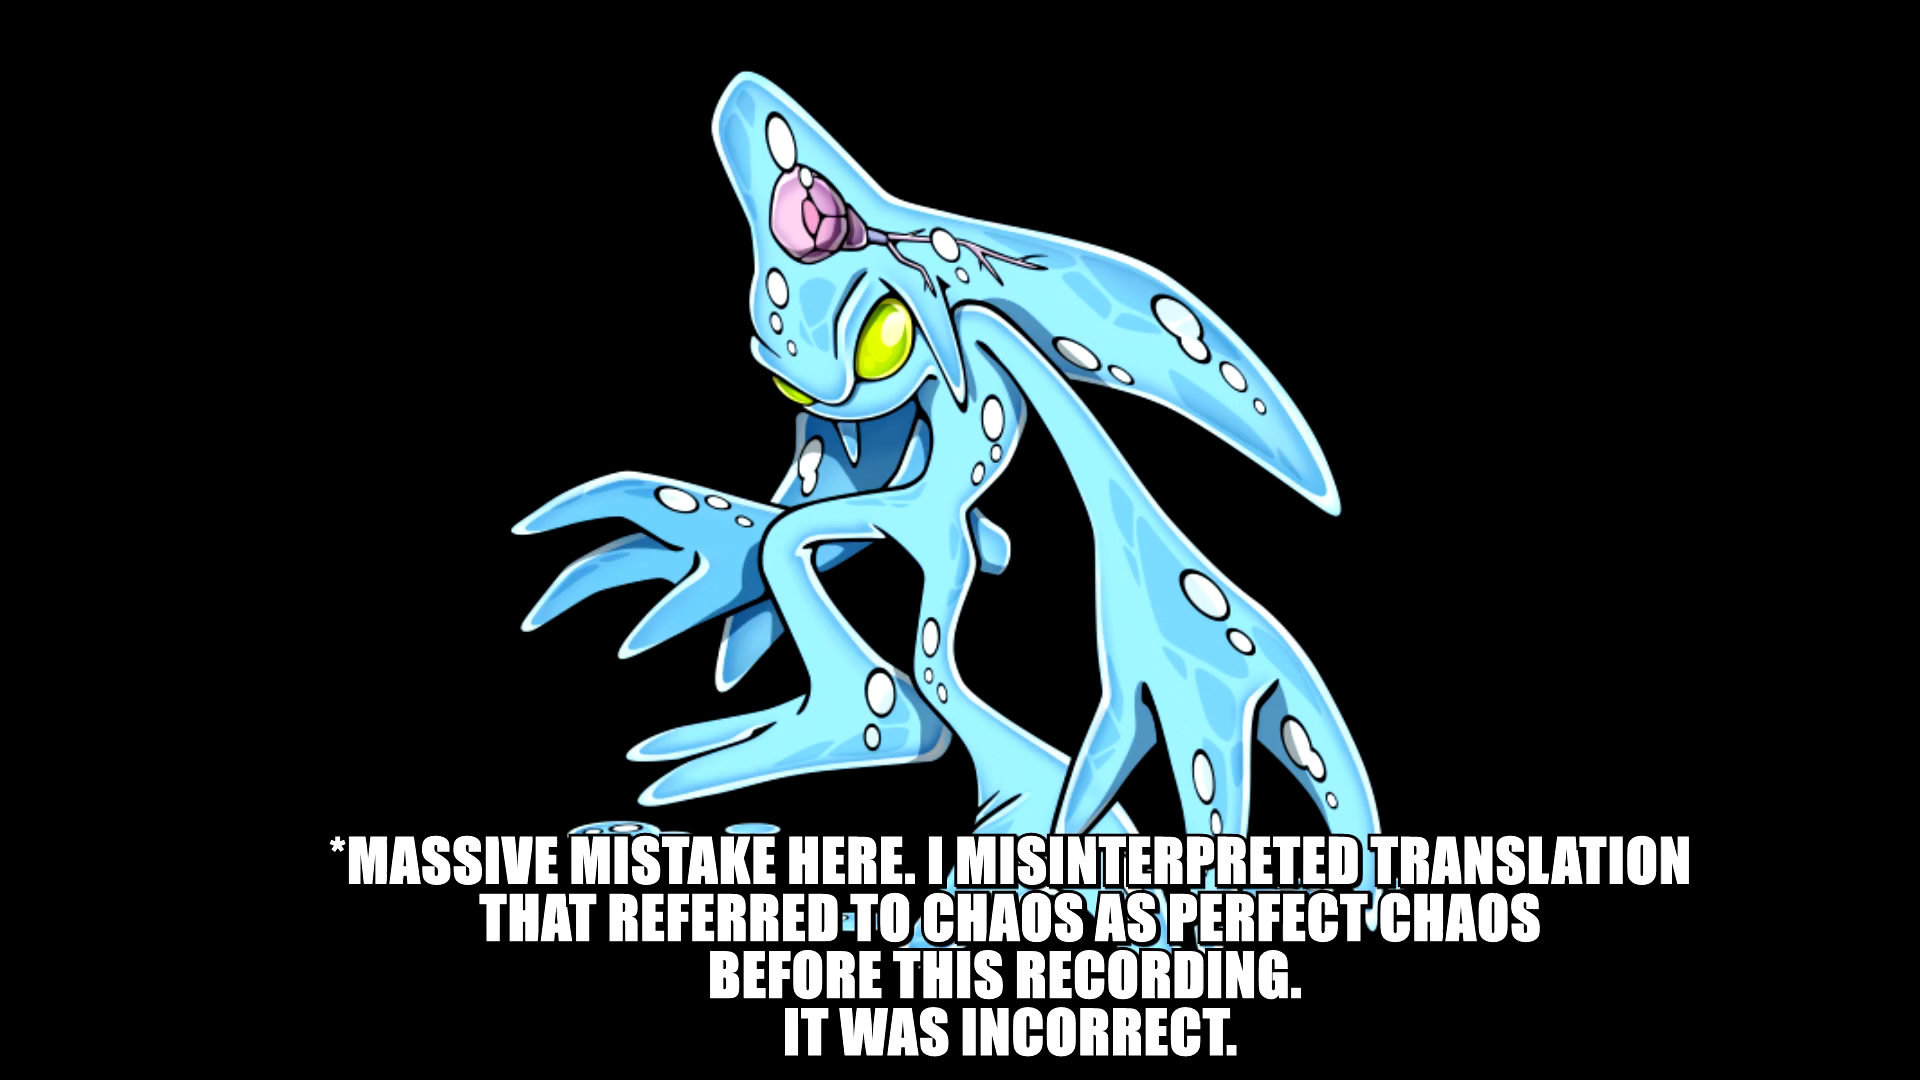 *MASSIVE MISTAKE HERE. I MISINTERPRETED TRANSLATION
THAT REFERRED TO CHAOS AS PERFECT CHAOS
BEFORE THIS RECORDING.
IT WAS INCORRECT.